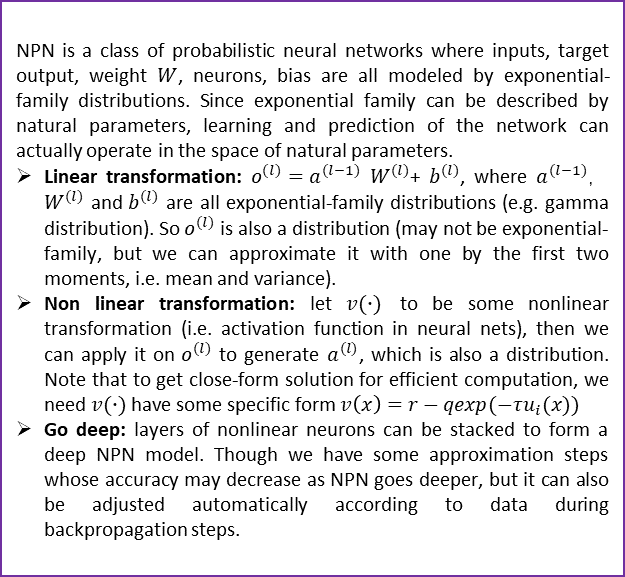 NPN is a class of probabilistic neural networks where inputs, target
output, weight W, neurons, bias are all modeled by exponential-
family distributions. Since exponential family can be described by
natural parameters, learning and prediction of the network can
actually operate in the space of natural parameters.
➢ Linear transformation: o⁽ˡ⁾ = a⁽ˡ⁻¹⁾ W⁽ˡ⁾+ b⁽ˡ⁾, where a⁽ˡ⁻¹⁾,
W⁽ˡ⁾ and b⁽ˡ⁾ are all exponential-family distributions (e.g. gamma
distribution). So o⁽ˡ⁾ is also a distribution (may not be exponential-
family, but we can approximate it with one by the first two
moments, i.e. mean and variance).
➢ Non linear transformation: let v(·) to be some nonlinear
transformation (i.e. activation function in neural nets), then we
can apply it on o⁽ˡ⁾ to generate a⁽ˡ⁾, which is also a distribution.
Note that to get close-form solution for efficient computation, we
need v(·) have some specific form v(x) = r − qexp(−τuᵢ(x))
➢ Go deep: layers of nonlinear neurons can be stacked to form a
deep NPN model. Though we have some approximation steps
whose accuracy may decrease as NPN goes deeper, but it can also
be adjusted automatically according to data during
backpropagation steps.